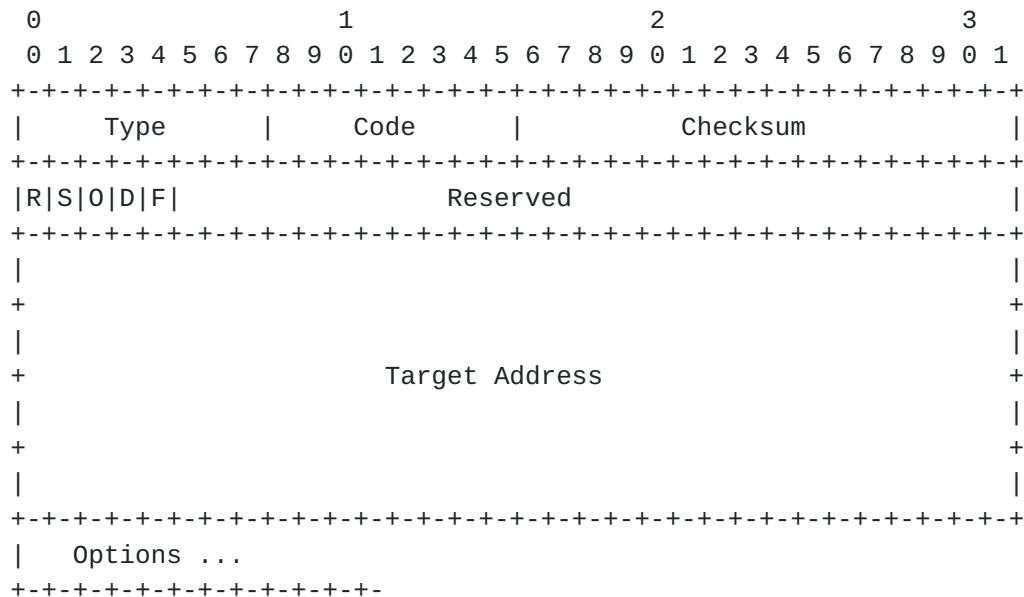 0                   1                   2                   3
 0 1 2 3 4 5 6 7 8 9 0 1 2 3 4 5 6 7 8 9 0 1 2 3 4 5 6 7 8 9 0 1
+-+-+-+-+-+-+-+-+-+-+-+-+-+-+-+-+-+-+-+-+-+-+-+-+-+-+-+-+-+-+-+-+
|     Type      |     Code      |          Checksum             |
+-+-+-+-+-+-+-+-+-+-+-+-+-+-+-+-+-+-+-+-+-+-+-+-+-+-+-+-+-+-+-+-+
|R|S|O|D|F|                 Reserved                            |
+-+-+-+-+-+-+-+-+-+-+-+-+-+-+-+-+-+-+-+-+-+-+-+-+-+-+-+-+-+-+-+-+
|                                                               |
+                                                               +
|                                                               |
+                       Target Address                          +
|                                                               |
+                                                               +
|                                                               |
+-+-+-+-+-+-+-+-+-+-+-+-+-+-+-+-+-+-+-+-+-+-+-+-+-+-+-+-+-+-+-+-+
|   Options ...
+-+-+-+-+-+-+-+-+-+-+-+-